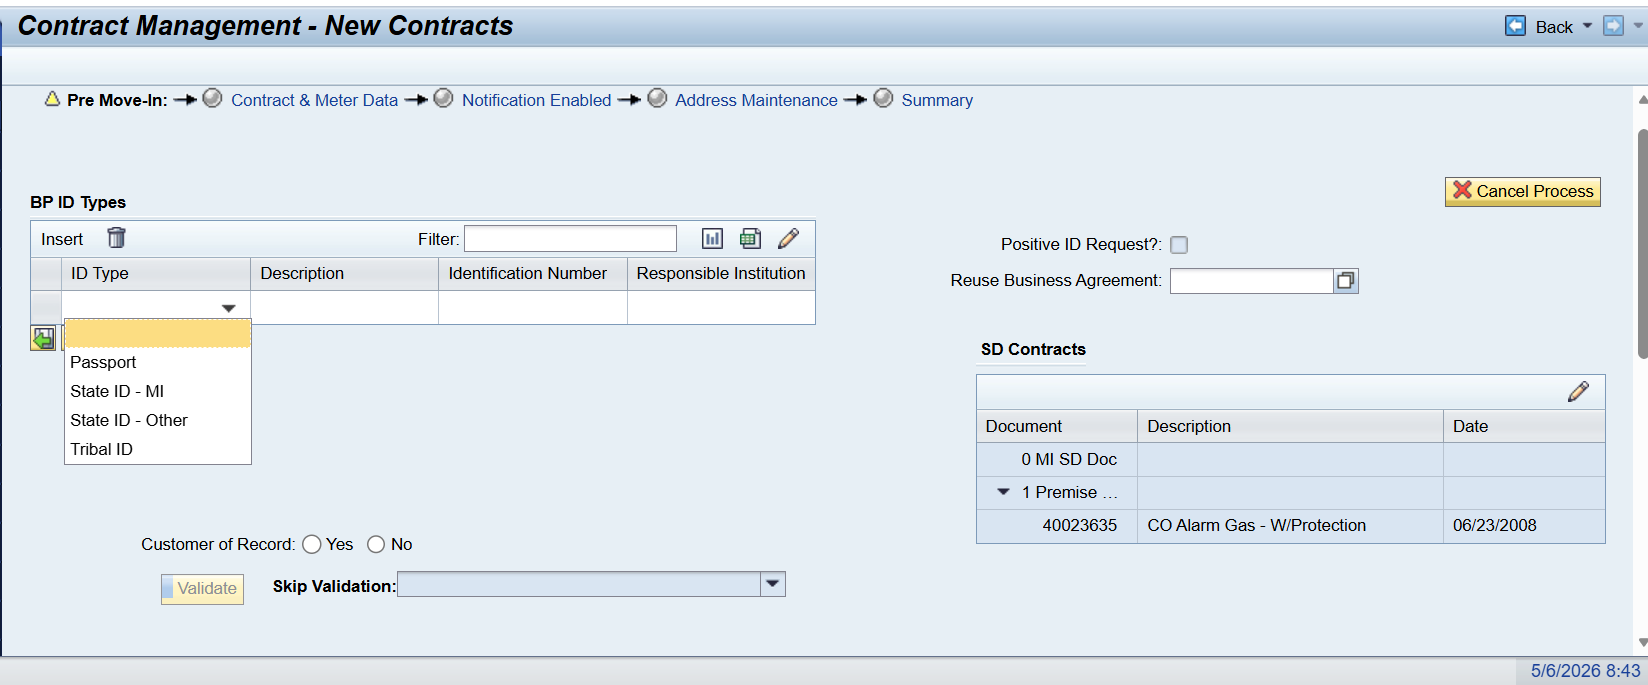 Contract Management - New Contracts
Back
Pre Move-In: Contract & Meter Data Notification Enabled Address Maintenance Summary
Cancel Process
BP ID Types
Insert Filter:
ID Type Description Identification Number Responsible Institution
Passport
State ID - MI
State ID - Other
Tribal ID
Positive ID Request?:
Reuse Business Agreement:
SD Contracts
Document Description Date
0 MI SD Doc
1 Premise ...
40023635 CO Alarm Gas - W/Protection 06/23/2008
Customer of Record: Yes No
Validate Skip Validation:
5/6/2026 8:43